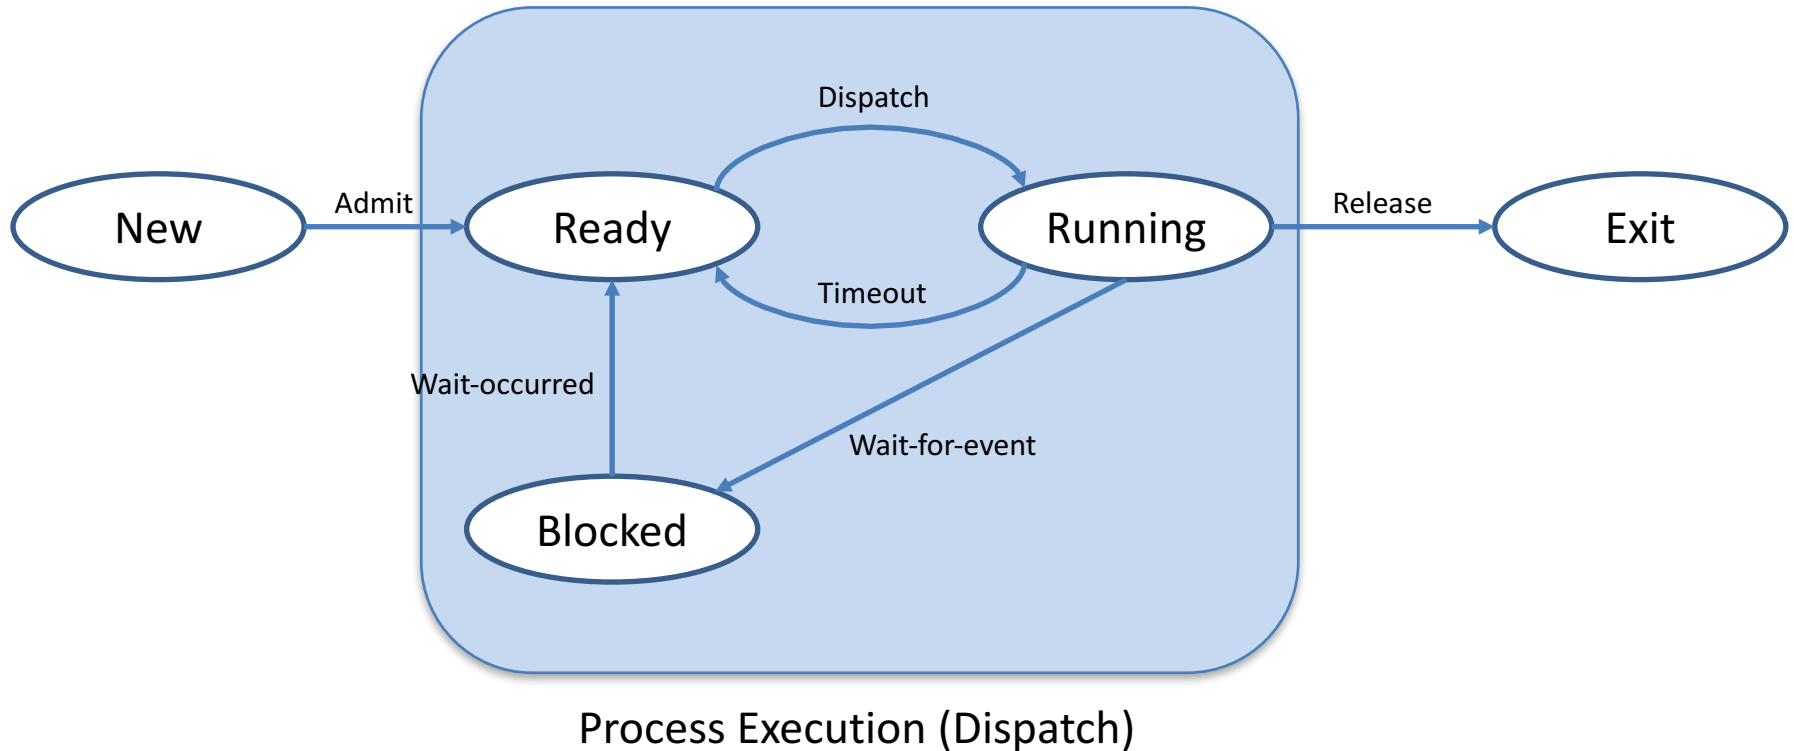 Dispatch
New
Admit
Ready
Running
Release
Exit
Timeout
Wait-occurred
Wait-for-event
Blocked
Process Execution (Dispatch)